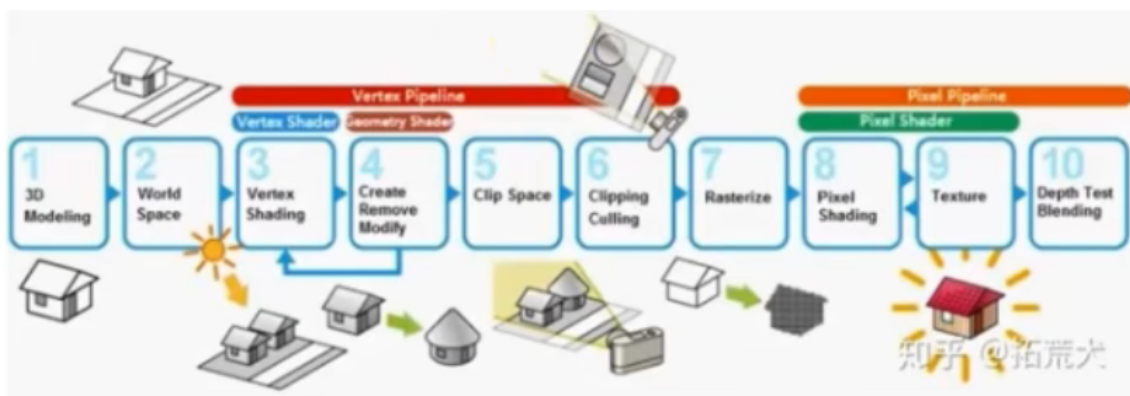 Vertex Pipeline
Pixel Pipeline
Vertex Shader
Geometry Shader
Pixel Shader
1
3D
Modeling
2
World
Space
3
Vertex
Shading
4
Create
Remove
Modify
5
Clip Space
6
Clipping
Culling
7
Rasterize
8
Pixel
Shading
9
Texture
10
Depth Test
Blending
知乎 @拓荒犬